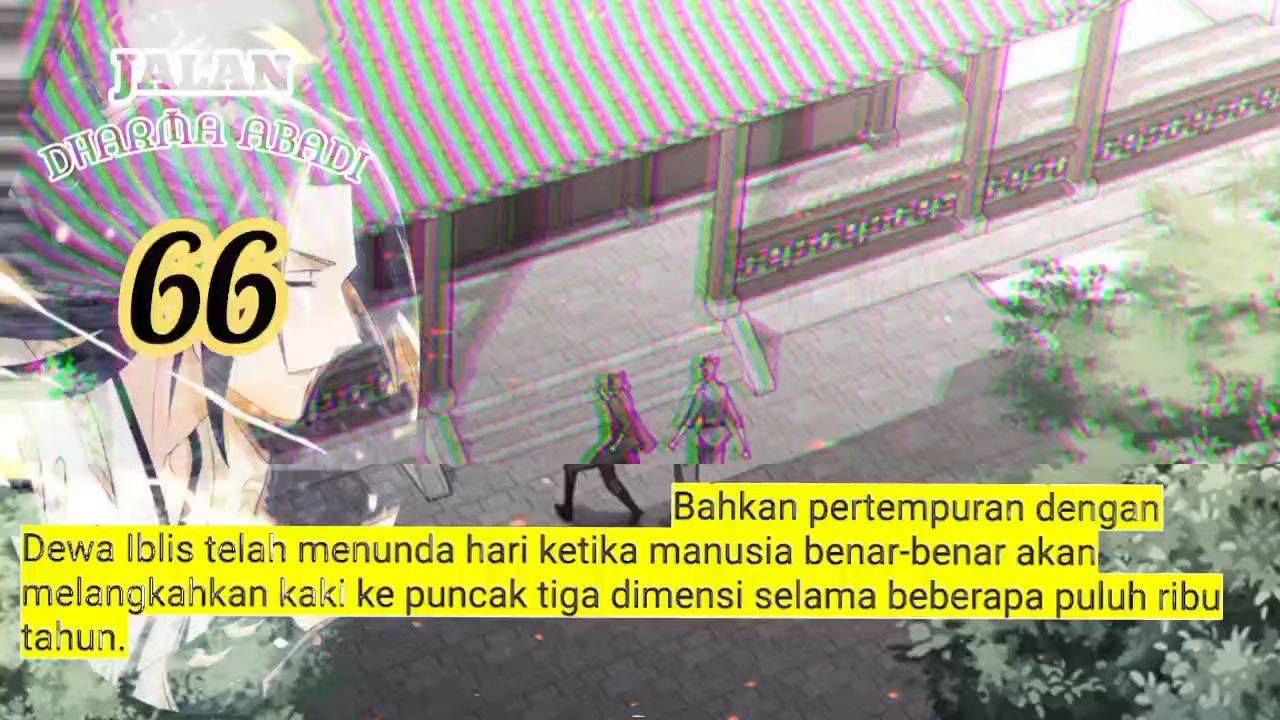 JALAN
DHARMA ABADI
66
Bahkan pertempuran dengan
Dewa Iblis telah menunda hari ketika manusia benar-benar akan
melangkahkan kaki ke puncak tiga dimensi selama beberapa puluh ribu
tahun.